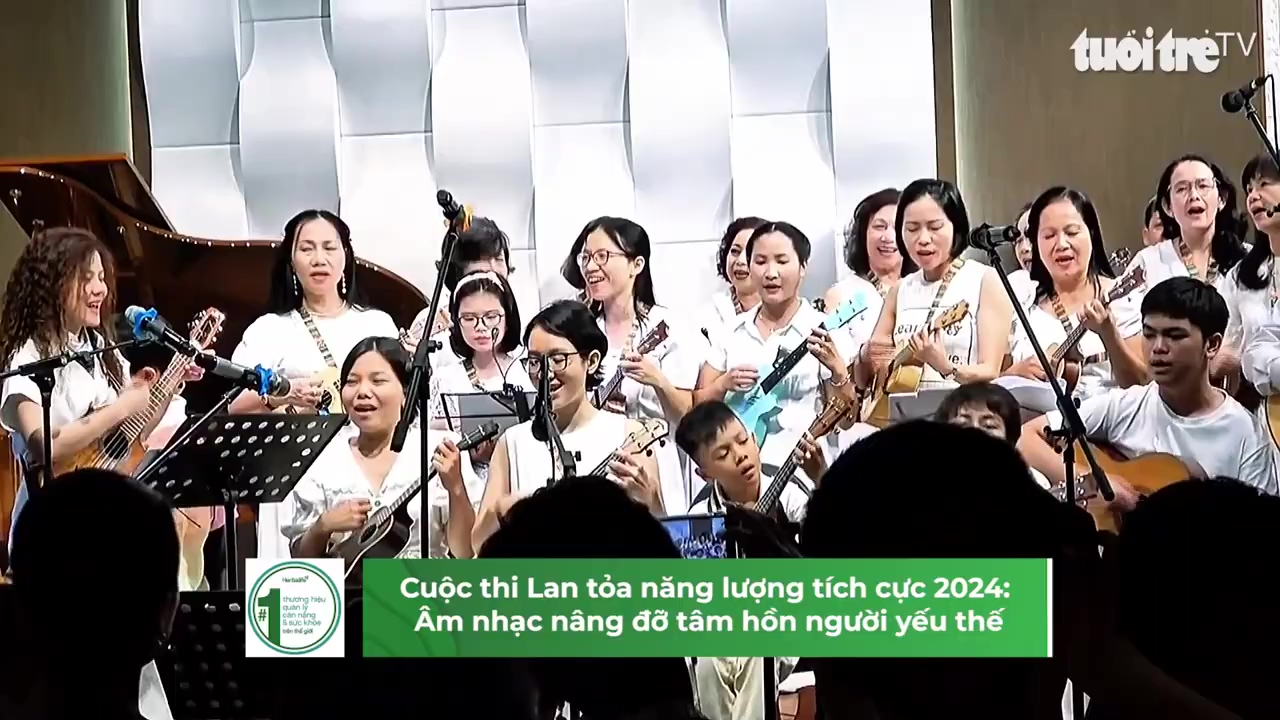 tuổi trẻ TV
Cuộc thi Lan tỏa năng lượng tích cực 2024:
Âm nhạc nâng đỡ tâm hồn người yếu thế
Herbalife
#1
thương hiệu
quản lý
cân nặng
& sức khỏe
trên thế giới